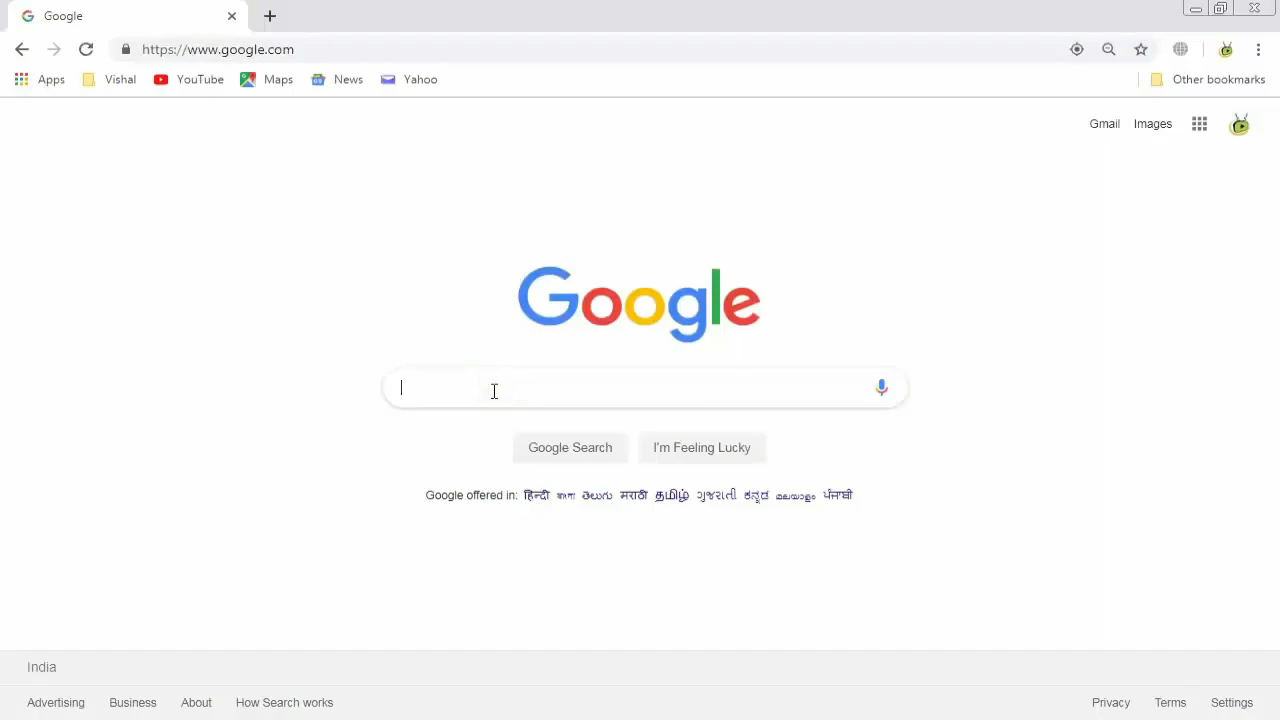 Google
https://www.google.com
Apps Vishal YouTube Maps News Yahoo Other bookmarks
Gmail Images
Google
Google Search I'm Feeling Lucky
Google offered in: हिन्दी বাংলা తెలుగు मराठी தமிழ் ગુજરાતી ಕನ್ನಡ മലയാളം ਪੰਜਾਬੀ
India
Advertising Business About How Search works Privacy Terms Settings